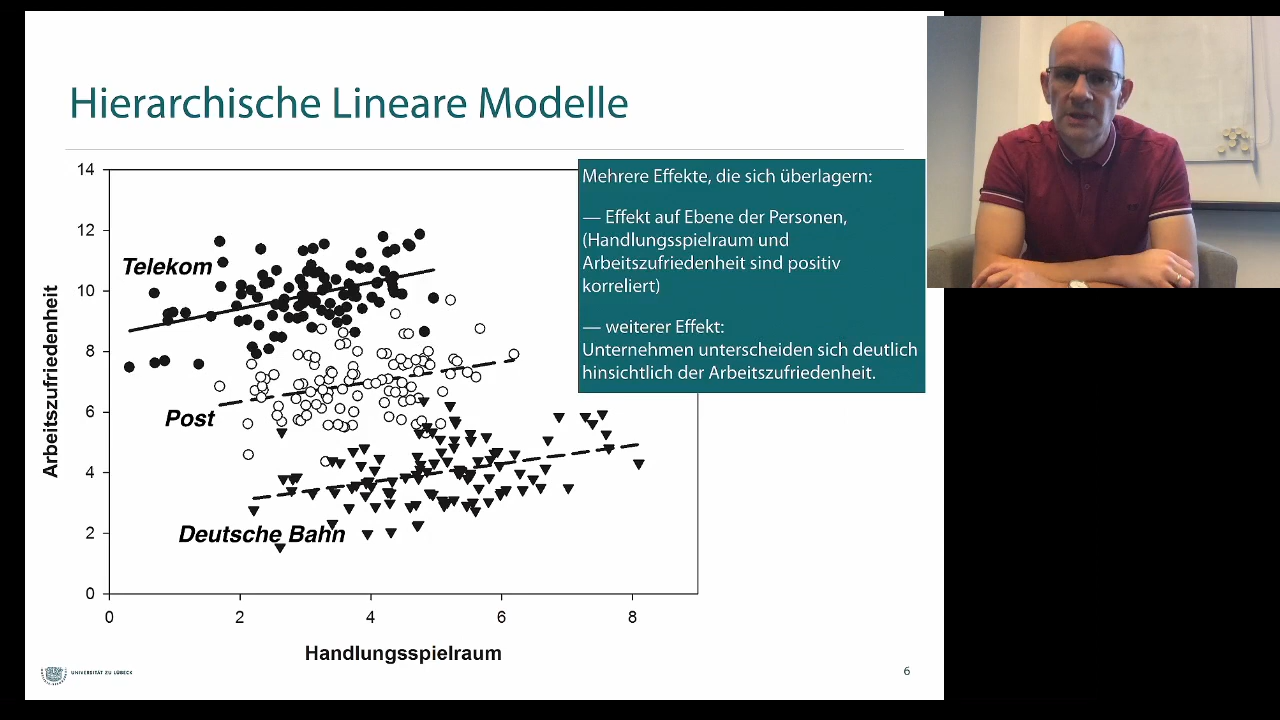 Hierarchische Lineare Modelle
14
12
10
8
6
4
2
0
0
2
4
6
8
Arbeitszufriedenheit
Handlungsspielraum
Telekom
Post
Deutsche Bahn
Mehrere Effekte, die sich überlagern:
— Effekt auf Ebene der Personen,
(Handlungsspielraum und
Arbeitszufriedenheit sind positiv
korreliert)
— weiterer Effekt:
Unternehmen unterscheiden sich deutlich
hinsichtlich der Arbeitszufriedenheit.
UNIVERSITÄT ZU LÜBECK
6